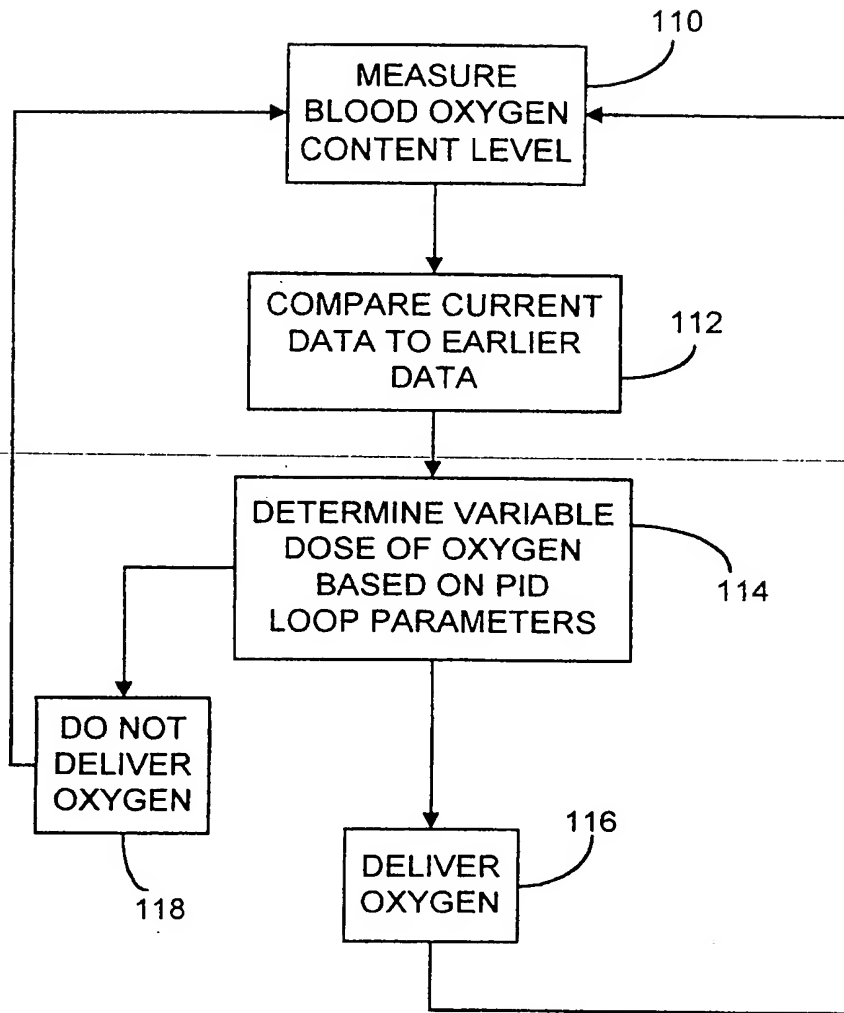 110
MEASURE
BLOOD OXYGEN
CONTENT LEVEL
COMPARE CURRENT
DATA TO EARLIER
DATA
112
DETERMINE VARIABLE
DOSE OF OXYGEN
BASED ON PID
LOOP PARAMETERS
114
DO NOT
DELIVER
OXYGEN
118
116
DELIVER
OXYGEN